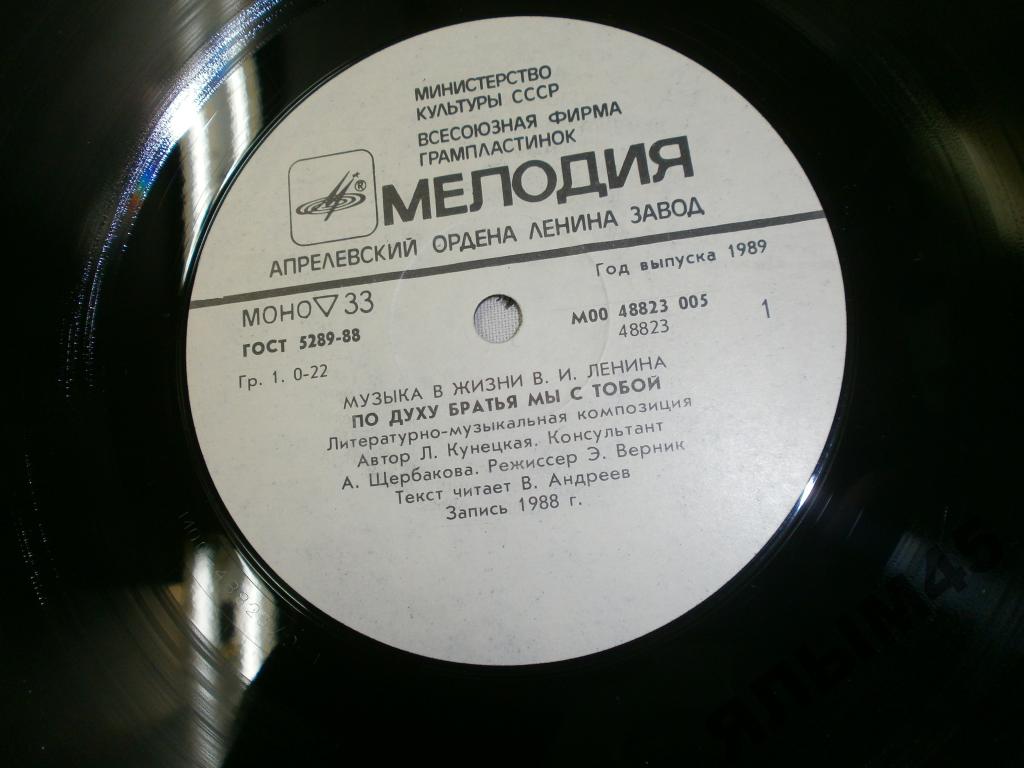 МИНИСТЕРСТВО
КУЛЬТУРЫ СССР
ВСЕСОЮЗНАЯ ФИРМА
ГРАМПЛАСТИНОК
® МЕЛОДИЯ
АПРЕЛЕВСКИЙ ОРДЕНА ЛЕНИНА ЗАВОД
Год выпуска 1989
МОНО ▽ 33
ГОСТ 5289-88
Гр. 1. 0-22
М00 48823 005
48823
1
МУЗЫКА В ЖИЗНИ В. И. ЛЕНИНА
ПО ДУХУ БРАТЬЯ МЫ С ТОБОЙ
Литературно-музыкальная композиция
Автор Л. Кунецкая. Консультант
А. Щербакова. Режиссер Э. Верник
Текст читает В. Андреев
Запись 1988 г.
ЯЛЫМ45